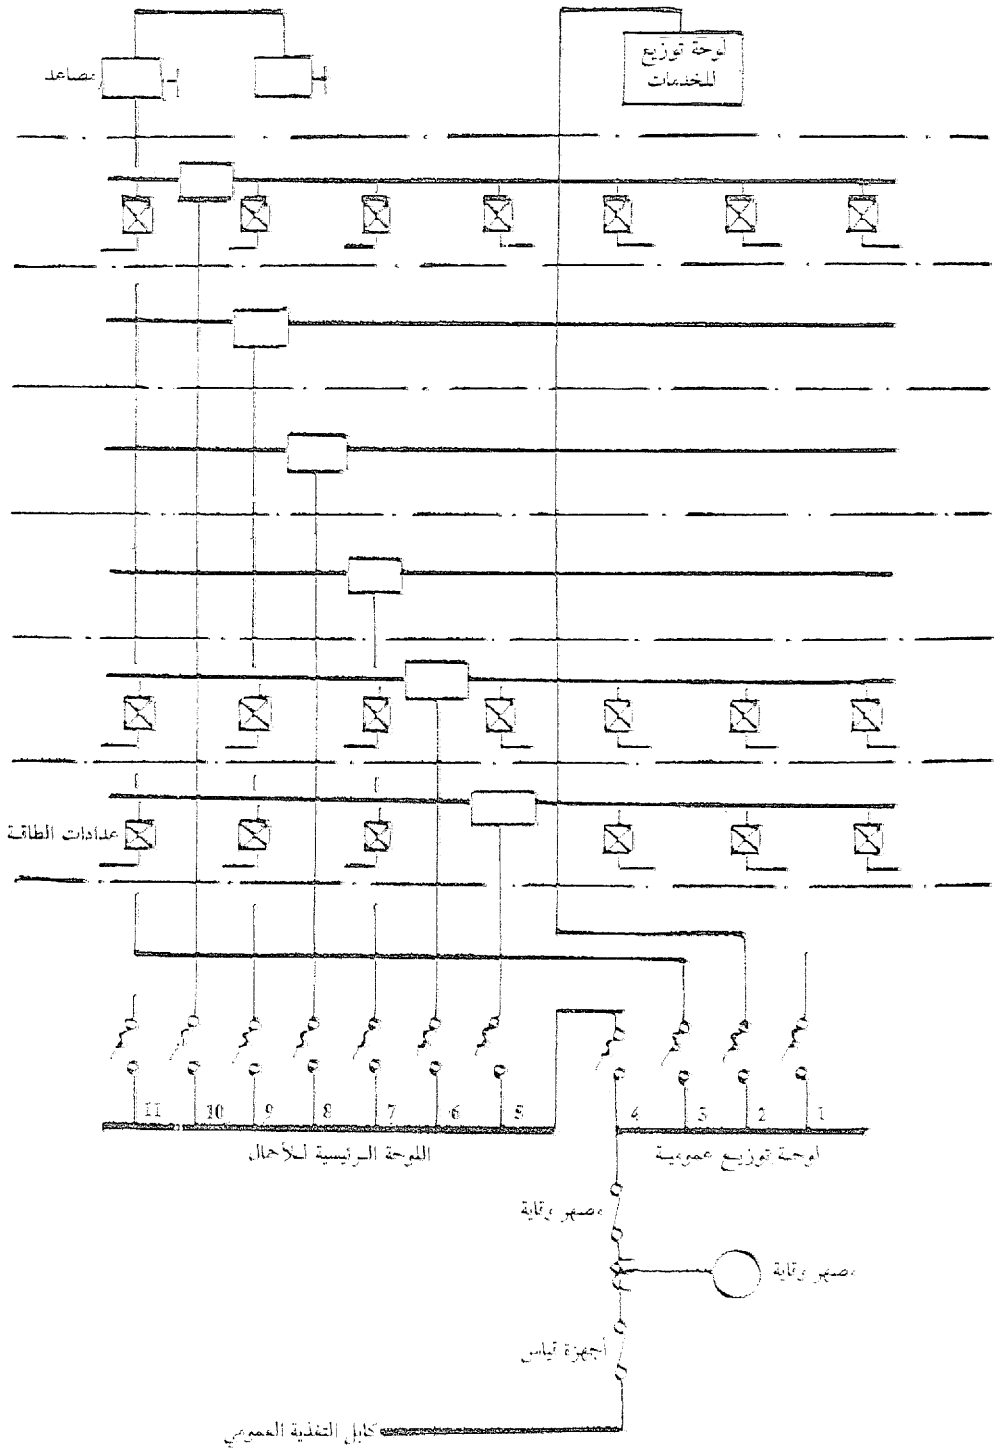 لوحة توزيع
للخدمات
مصاعد
عدادات الطاقة
11 10 9 8 7 6 5 4 3 2 1
اللوحة الرئيسية للأحمال
لوحة توزيع عمومية
مصهر وقاية
مصهر وقاية
أجهزة قياس
كابل التغذية العمومي